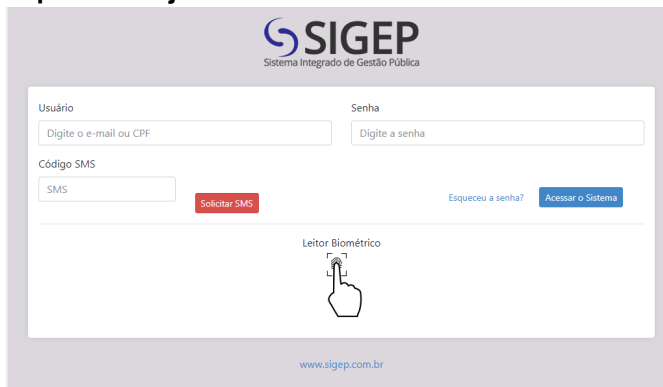 SIGEP
Sistema Integrado de Gestão Pública
Usuário
Senha
Digite o e-mail ou CPF
Digite a senha
Código SMS
SMS
Solicitar SMS
Esqueceu a senha?
Acessar o Sistema
Leitor Biométrico
www.sigep.com.br